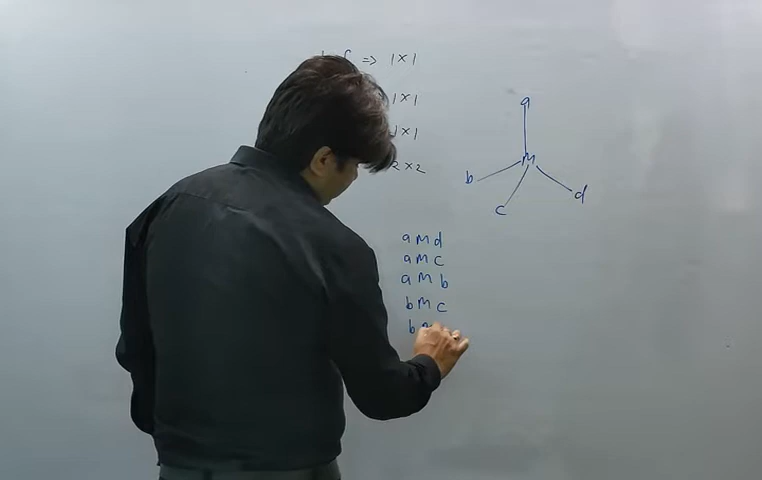 => 1 x 1
1 x 1
1 x 1
2 x 2
a
M
b
c
d
a M d
a M c
a M b
b M c
b